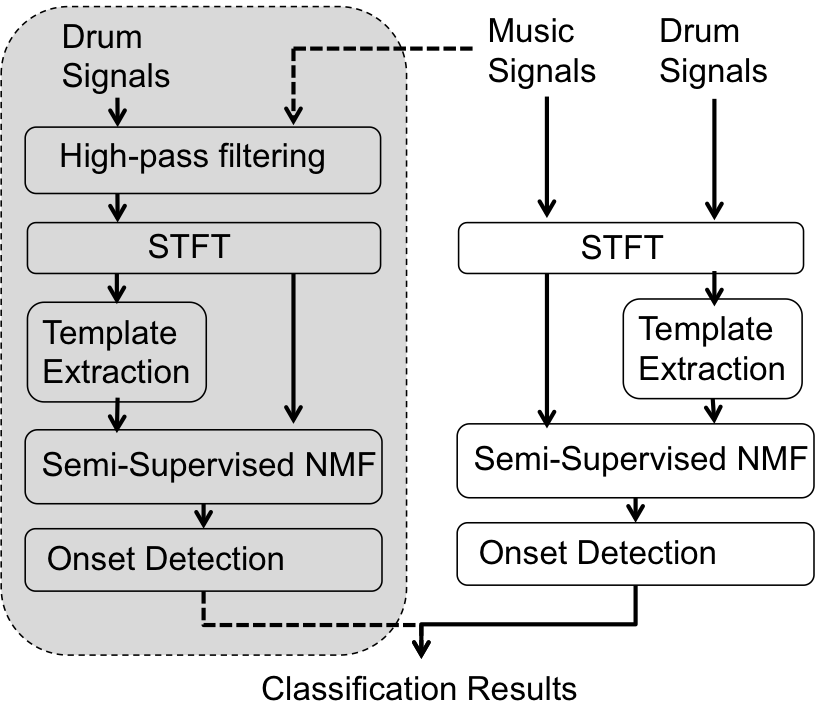 Drum
Signals
High-pass filtering
STFT
Template
Extraction
Semi-Supervised NMF
Onset Detection
Music
Signals
Drum
Signals
STFT
Template
Extraction
Semi-Supervised NMF
Onset Detection
Classification Results